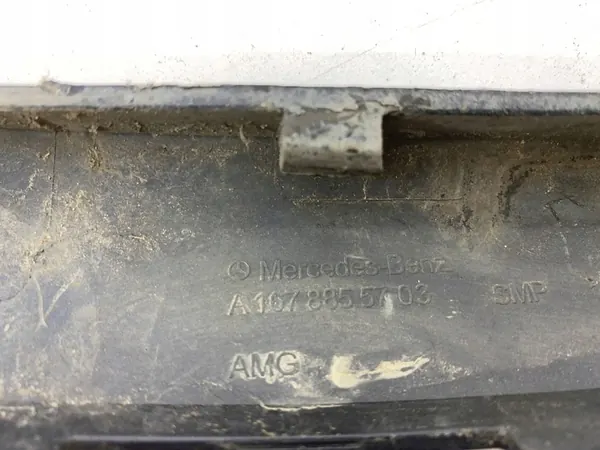 Mercedes-Benz
A 167 885 57 03 SMP
AMG